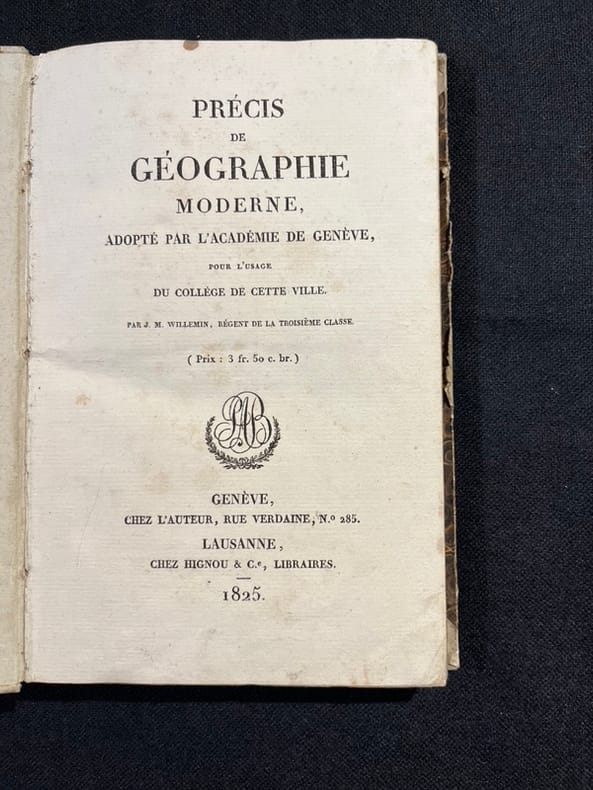 PRÉCIS
DE
GÉOGRAPHIE
MODERNE,
ADOPTÉ PAR L'ACADÉMIE DE GENÈVE,
POUR L'USAGE
DU COLLÈGE DE CETTE VILLE.
PAR J. M. WILLEMIN, RÉGENT DE LA TROISIÈME CLASSE.
( Prix : 3 fr. 50 c. br. )
GENÈVE,
CHEZ L'AUTEUR, RUE VERDAINE, N.º 285.
LAUSANNE,
CHEZ HIGNOU & C.e, LIBRAIRES.
1825.